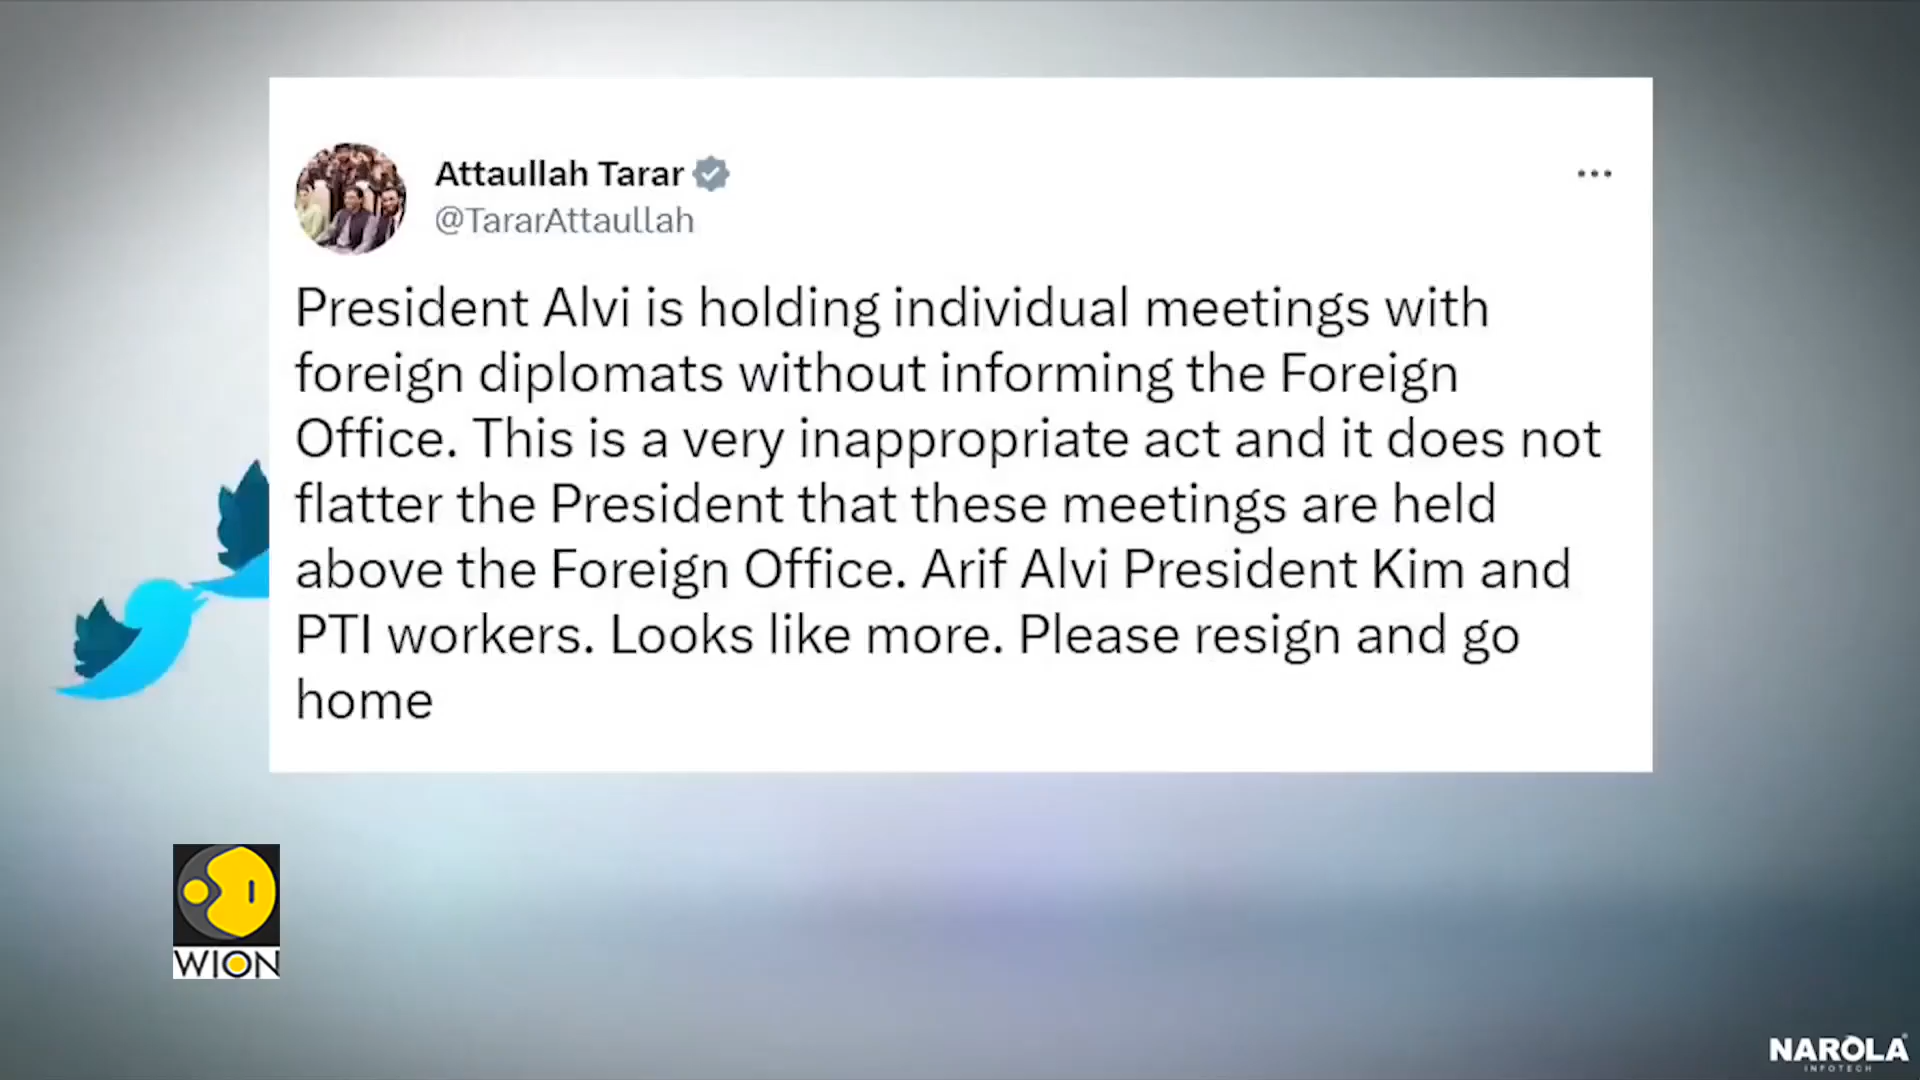 Attaullah Tarar
@TararAttaullah
President Alvi is holding individual meetings with
foreign diplomats without informing the Foreign
Office. This is a very inappropriate act and it does not
flatter the President that these meetings are held
above the Foreign Office. Arif Alvi President Kim and
PTI workers. Looks like more. Please resign and go
home
WION
NAROLA
INFOTECH